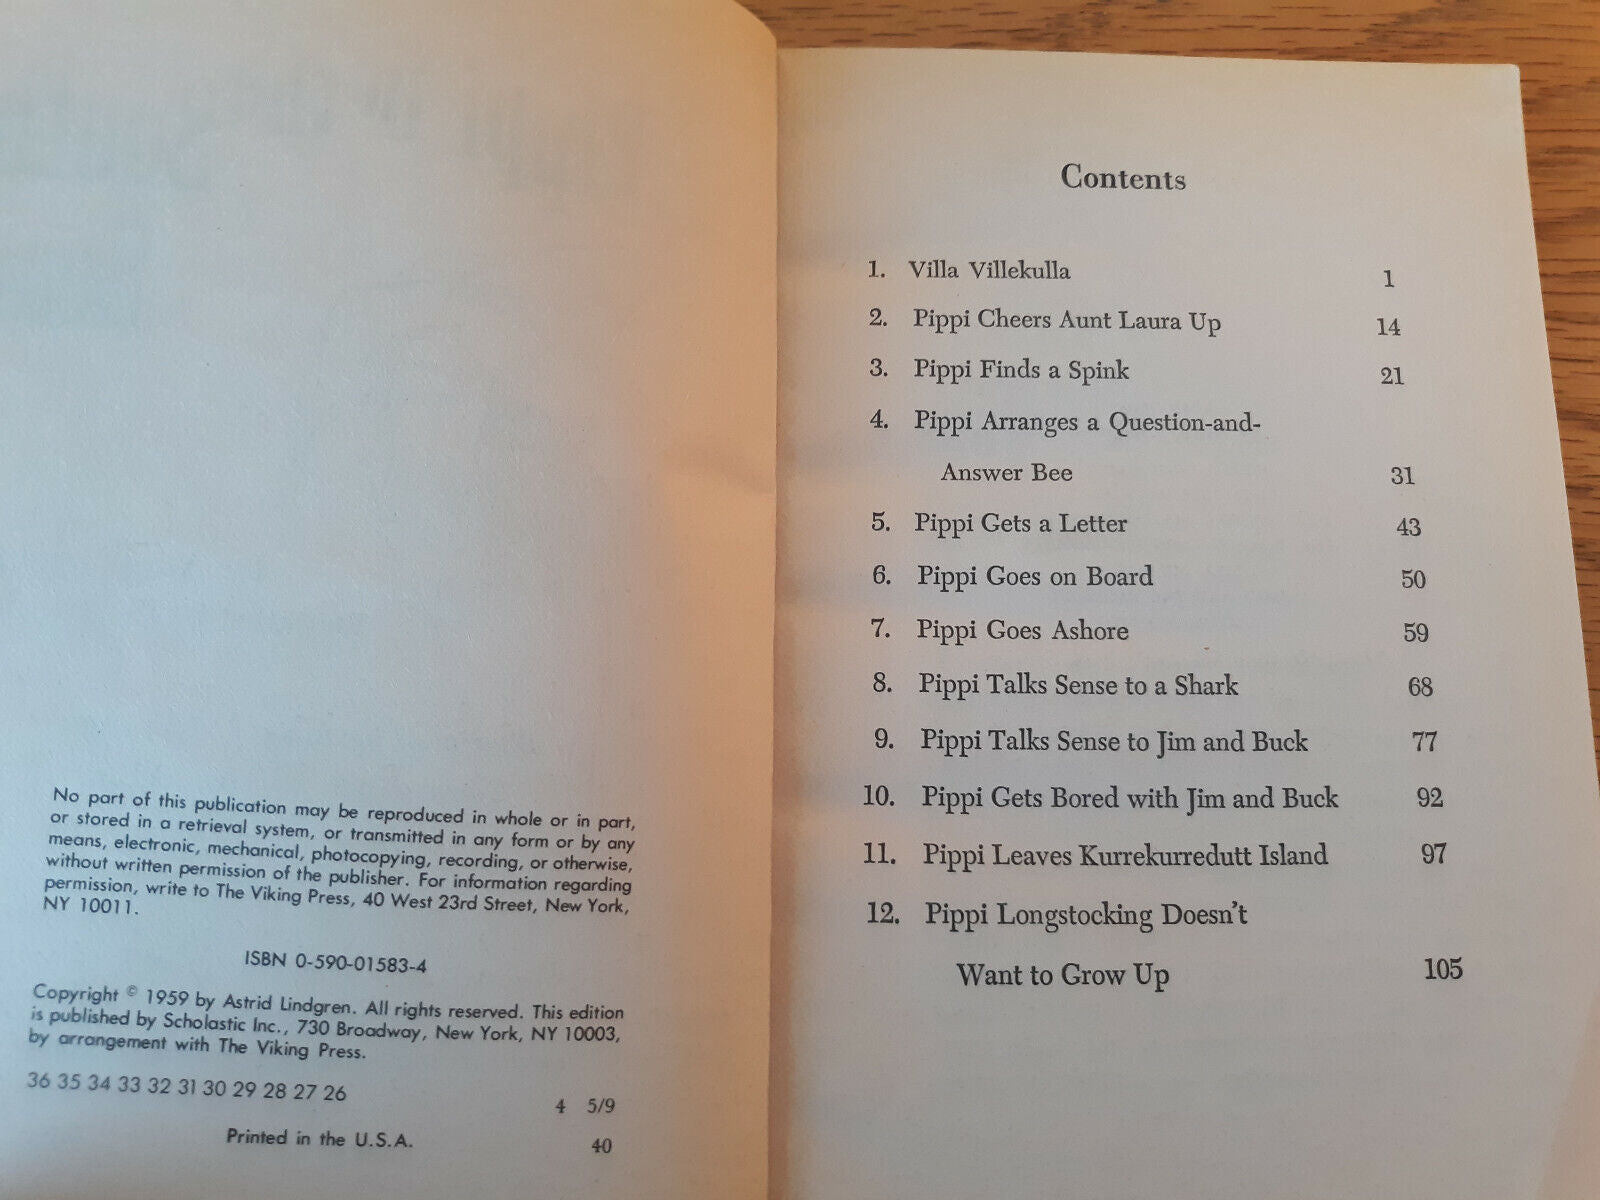 No part of this publication may be reproduced in whole or in part,
or stored in a retrieval system, or transmitted in any form or by any
means, electronic, mechanical, photocopying, recording, or otherwise,
without written permission of the publisher. For information regarding
permission, write to The Viking Press, 40 West 23rd Street, New York,
NY 10011.
ISBN 0-590-01583-4
Copyright © 1959 by Astrid Lindgren. All rights reserved. This edition
is published by Scholastic Inc., 730 Broadway, New York, NY 10003,
by arrangement with The Viking Press.
36 35 34 33 32 31 30 29 28 27 26
4 5/9
Printed in the U.S.A.
40
Contents
1. Villa Villekulla 1
2. Pippi Cheers Aunt Laura Up 14
3. Pippi Finds a Spink 21
4. Pippi Arranges a Question-and-
Answer Bee 31
5. Pippi Gets a Letter 43
6. Pippi Goes on Board 50
7. Pippi Goes Ashore 59
8. Pippi Talks Sense to a Shark 68
9. Pippi Talks Sense to Jim and Buck 77
10. Pippi Gets Bored with Jim and Buck 92
11. Pippi Leaves Kurrekurredutt Island 97
12. Pippi Longstocking Doesn't
Want to Grow Up 105